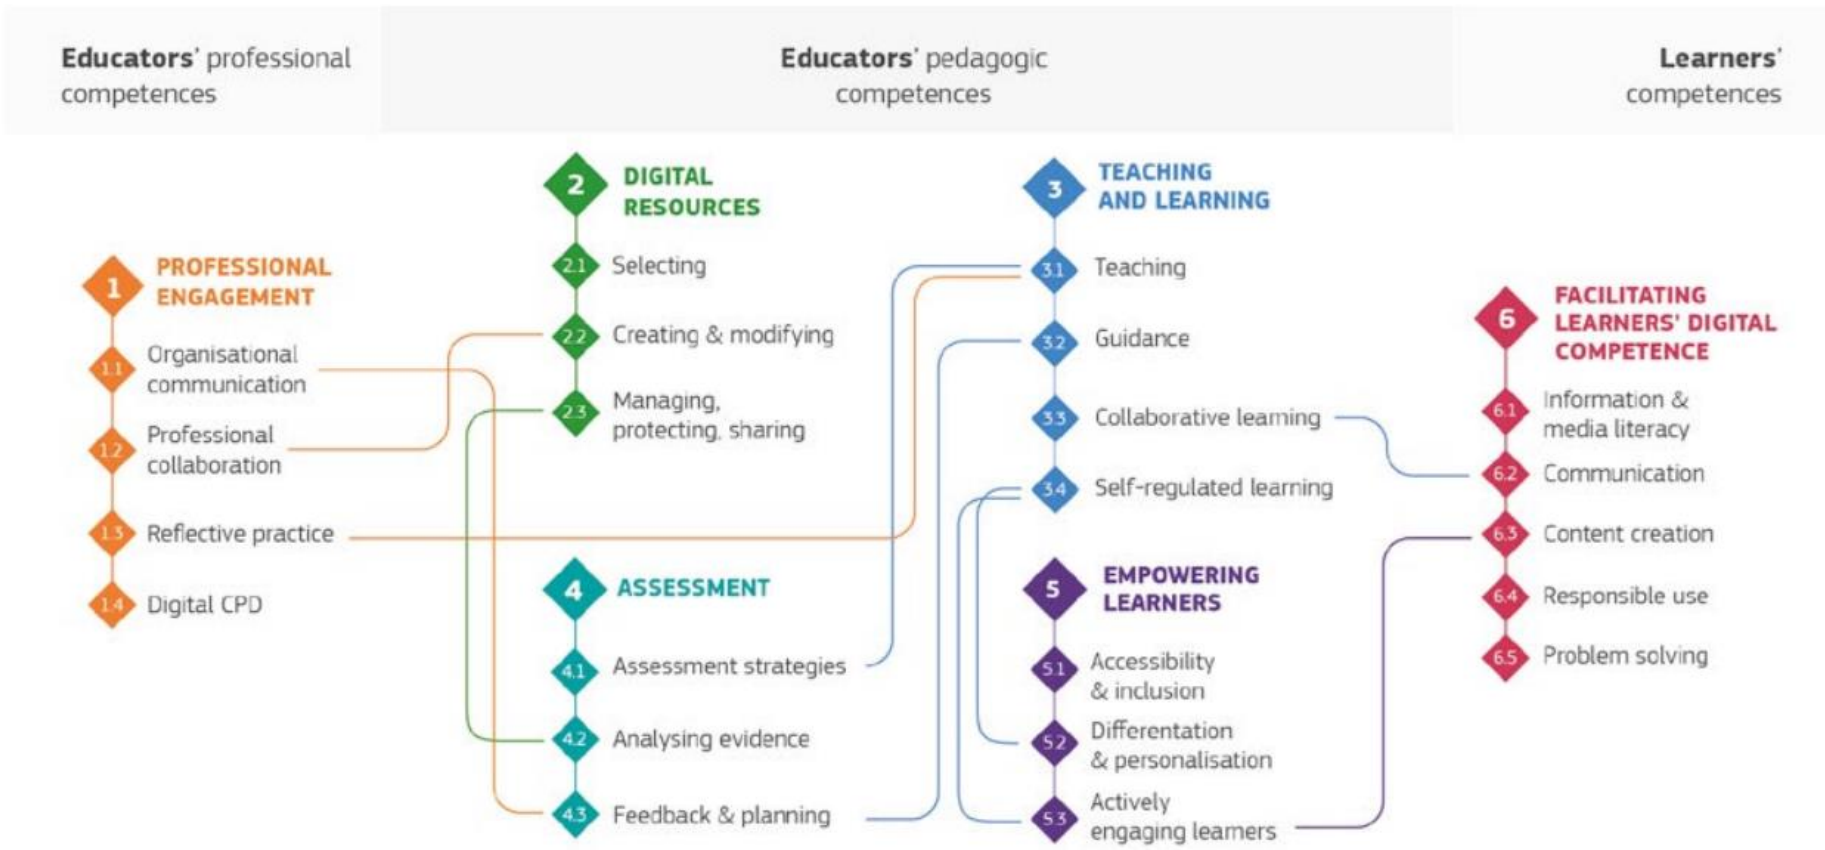 Educators' professional
competences
Educators' pedagogic
competences
Learners'
competences
1
PROFESSIONAL
ENGAGEMENT
1.1
Organisational
communication
1.2
Professional
collaboration
1.3
Reflective practice
1.4
Digital CPD
2
DIGITAL
RESOURCES
2.1
Selecting
2.2
Creating & modifying
2.3
Managing,
protecting, sharing
4
ASSESSMENT
4.1
Assessment strategies
4.2
Analysing evidence
4.3
Feedback & planning
3
TEACHING
AND LEARNING
3.1
Teaching
3.2
Guidance
3.3
Collaborative learning
3.4
Self-regulated learning
5
EMPOWERING
LEARNERS
5.1
Accessibility
& inclusion
5.2
Differentation
& personalisation
5.3
Actively
engaging learners
6
FACILITATING
LEARNERS' DIGITAL
COMPETENCE
6.1
Information &
media literacy
6.2
Communication
6.3
Content creation
6.4
Responsible use
6.5
Problem solving